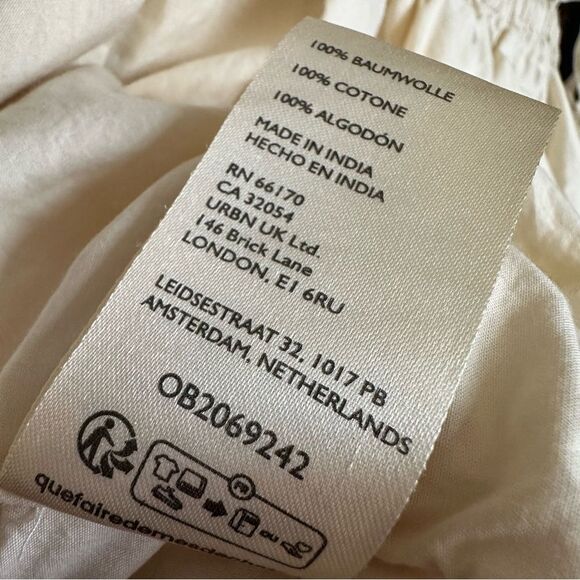 100% BAUMWOLLE
100% COTONE
100% ALGODÓN
MADE IN INDIA
HECHO EN INDIA
RN 66170
CA 32054
URBN UK Ltd.
146 Brick Lane
LONDON, E1 6RU
LEIDSESTRAAT 32, 1017 PB
AMSTERDAM, NETHERLANDS
OB2069242
FR
OU